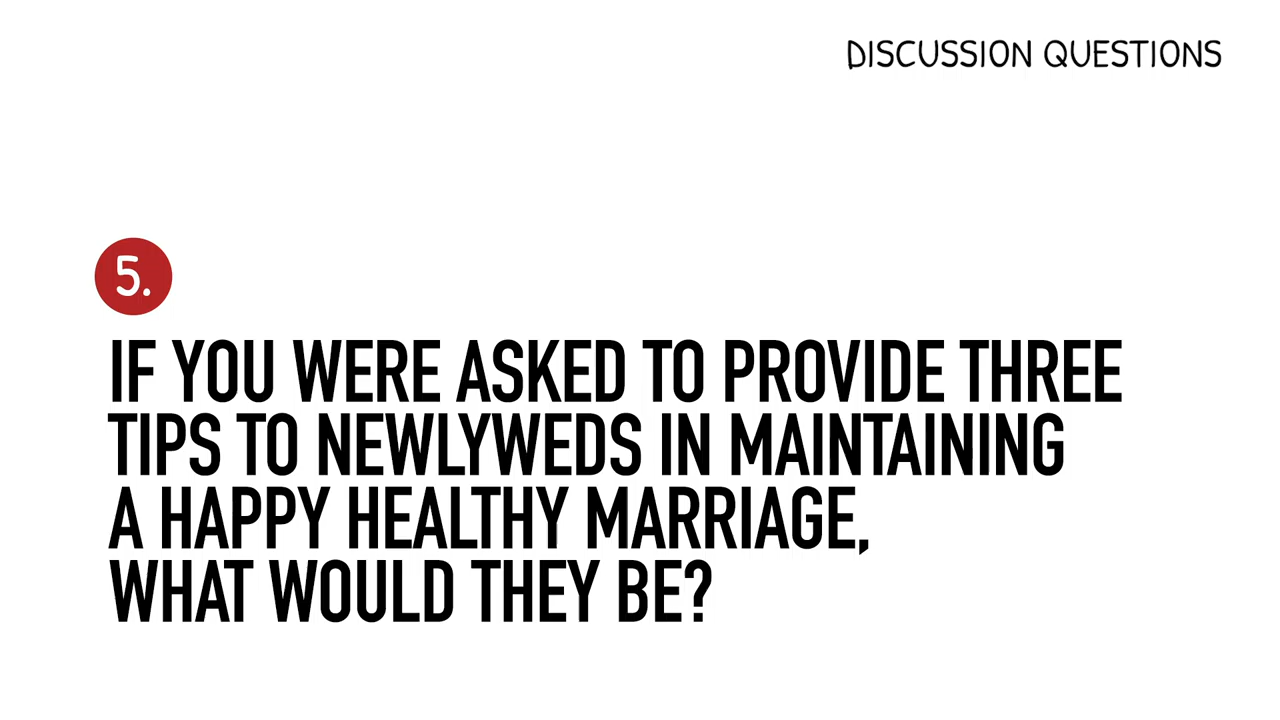 DISCUSSION QUESTIONS
5.
IF YOU WERE ASKED TO PROVIDE THREE
TIPS TO NEWLYWEDS IN MAINTAINING
A HAPPY HEALTHY MARRIAGE,
WHAT WOULD THEY BE?